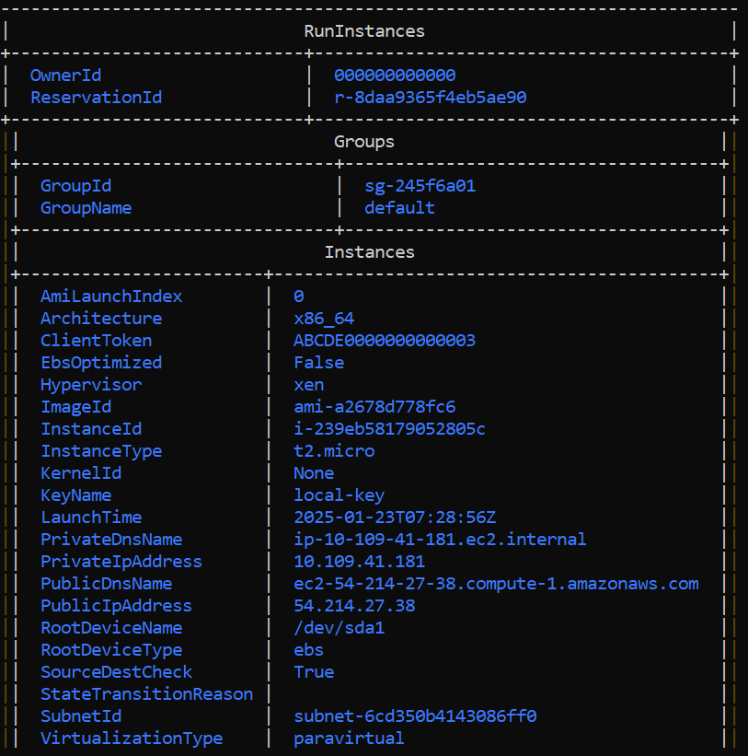 RunInstances
OwnerId 000000000000
ReservationId r-8daa9365f4eb5ae90
Groups
GroupId sg-245f6a01
GroupName default
Instances
AmiLaunchIndex 0
Architecture x86_64
ClientToken ABCDE0000000000003
EbsOptimized False
Hypervisor xen
ImageId ami-a2678d778fc6
InstanceId i-239eb58179052805c
InstanceType t2.micro
KernelId None
KeyName local-key
LaunchTime 2025-01-23T07:28:56Z
PrivateDnsName ip-10-109-41-181.ec2.internal
PrivateIpAddress 10.109.41.181
PublicDnsName ec2-54-214-27-38.compute-1.amazonaws.com
PublicIpAddress 54.214.27.38
RootDeviceName /dev/sda1
RootDeviceType ebs
SourceDestCheck True
StateTransitionReason
SubnetId subnet-6cd350b4143086ff0
VirtualizationType paravirtual